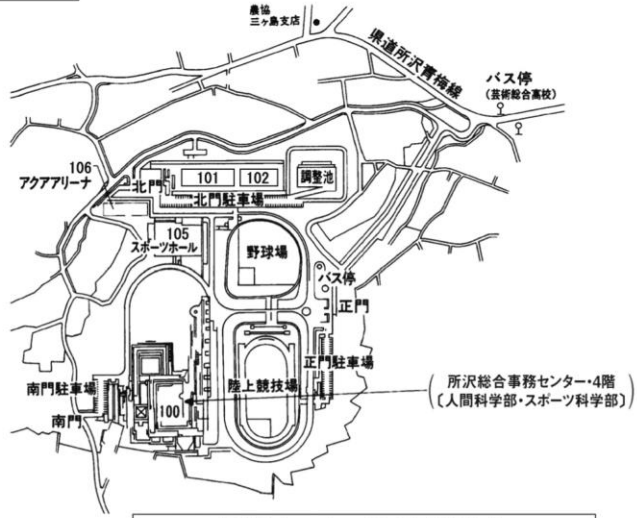 農協
三ヶ島支店
県道所沢青梅線
バス停
(芸術総合高校)
106
アクアアリーナ
北門
101
102
調整池
北門駐車場
105
スポーツホール
野球場
バス停
正門
正門駐車場
南門駐車場
南門
100
陸上競技場
所沢総合事務センター・4階
〔人間科学部・スポーツ科学部〕